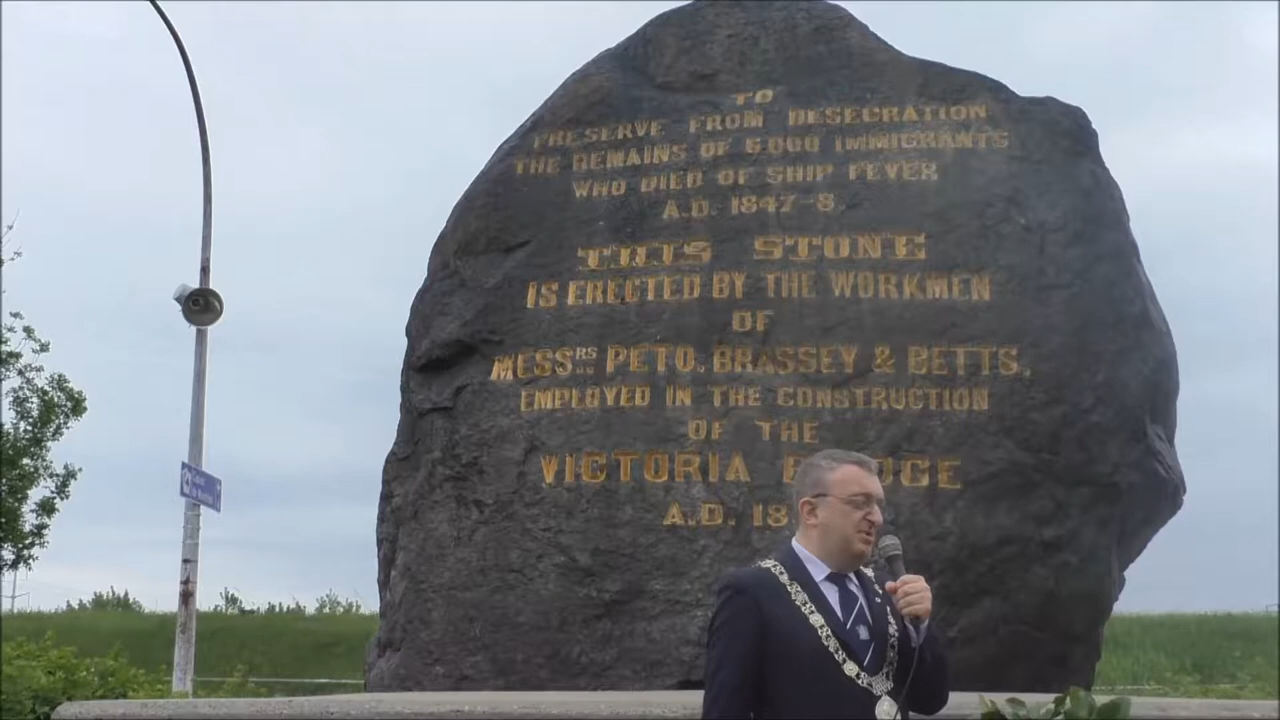 TO
PRESERVE FROM DESECRATION
THE REMAINS OF 6000 IMMIGRANTS
WHO DIED OF SHIP FEVER
A.D. 1847-8
THIS STONE
IS ERECTED BY THE WORKMEN
OF
MESSRS PETO, BRASSEY & BETTS,
EMPLOYED IN THE CONSTRUCTION
OF THE
VICTORIA
A.D. 18